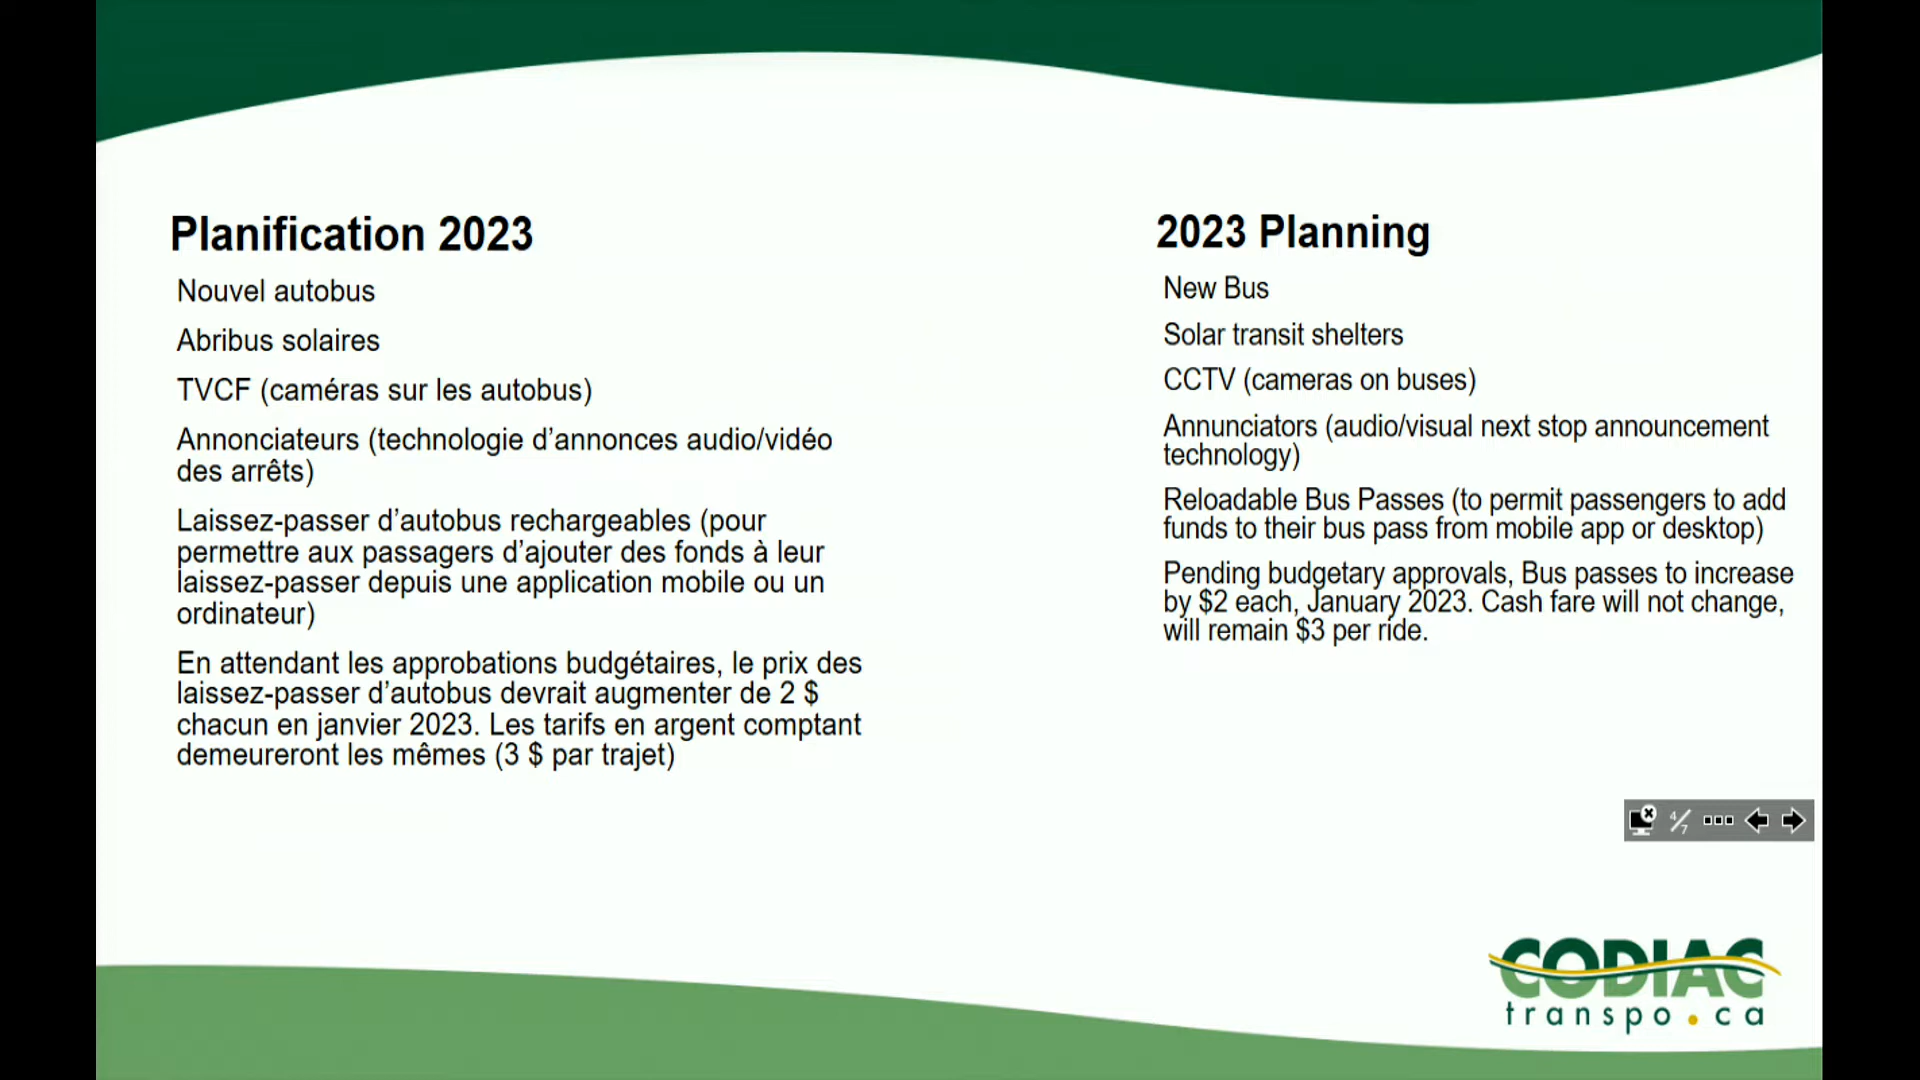 Planification 2023
Nouvel autobus
Abribus solaires
TVCF (caméras sur les autobus)
Annonciateurs (technologie d’annonces audio/vidéo
des arrêts)
Laissez-passer d’autobus rechargeables (pour
permettre aux passagers d’ajouter des fonds à leur
laissez-passer depuis une application mobile ou un
ordinateur)
En attendant les approbations budgétaires, le prix des
laissez-passer d’autobus devrait augmenter de 2 $
chacun en janvier 2023. Les tarifs en argent comptant
demeureront les mêmes (3 $ par trajet)
2023 Planning
New Bus
Solar transit shelters
CCTV (cameras on buses)
Annunciators (audio/visual next stop announcement
technology)
Reloadable Bus Passes (to permit passengers to add
funds to their bus pass from mobile app or desktop)
Pending budgetary approvals, Bus passes to increase
by $2 each, January 2023. Cash fare will not change,
will remain $3 per ride.
4/7
CODIAC
transpo.ca